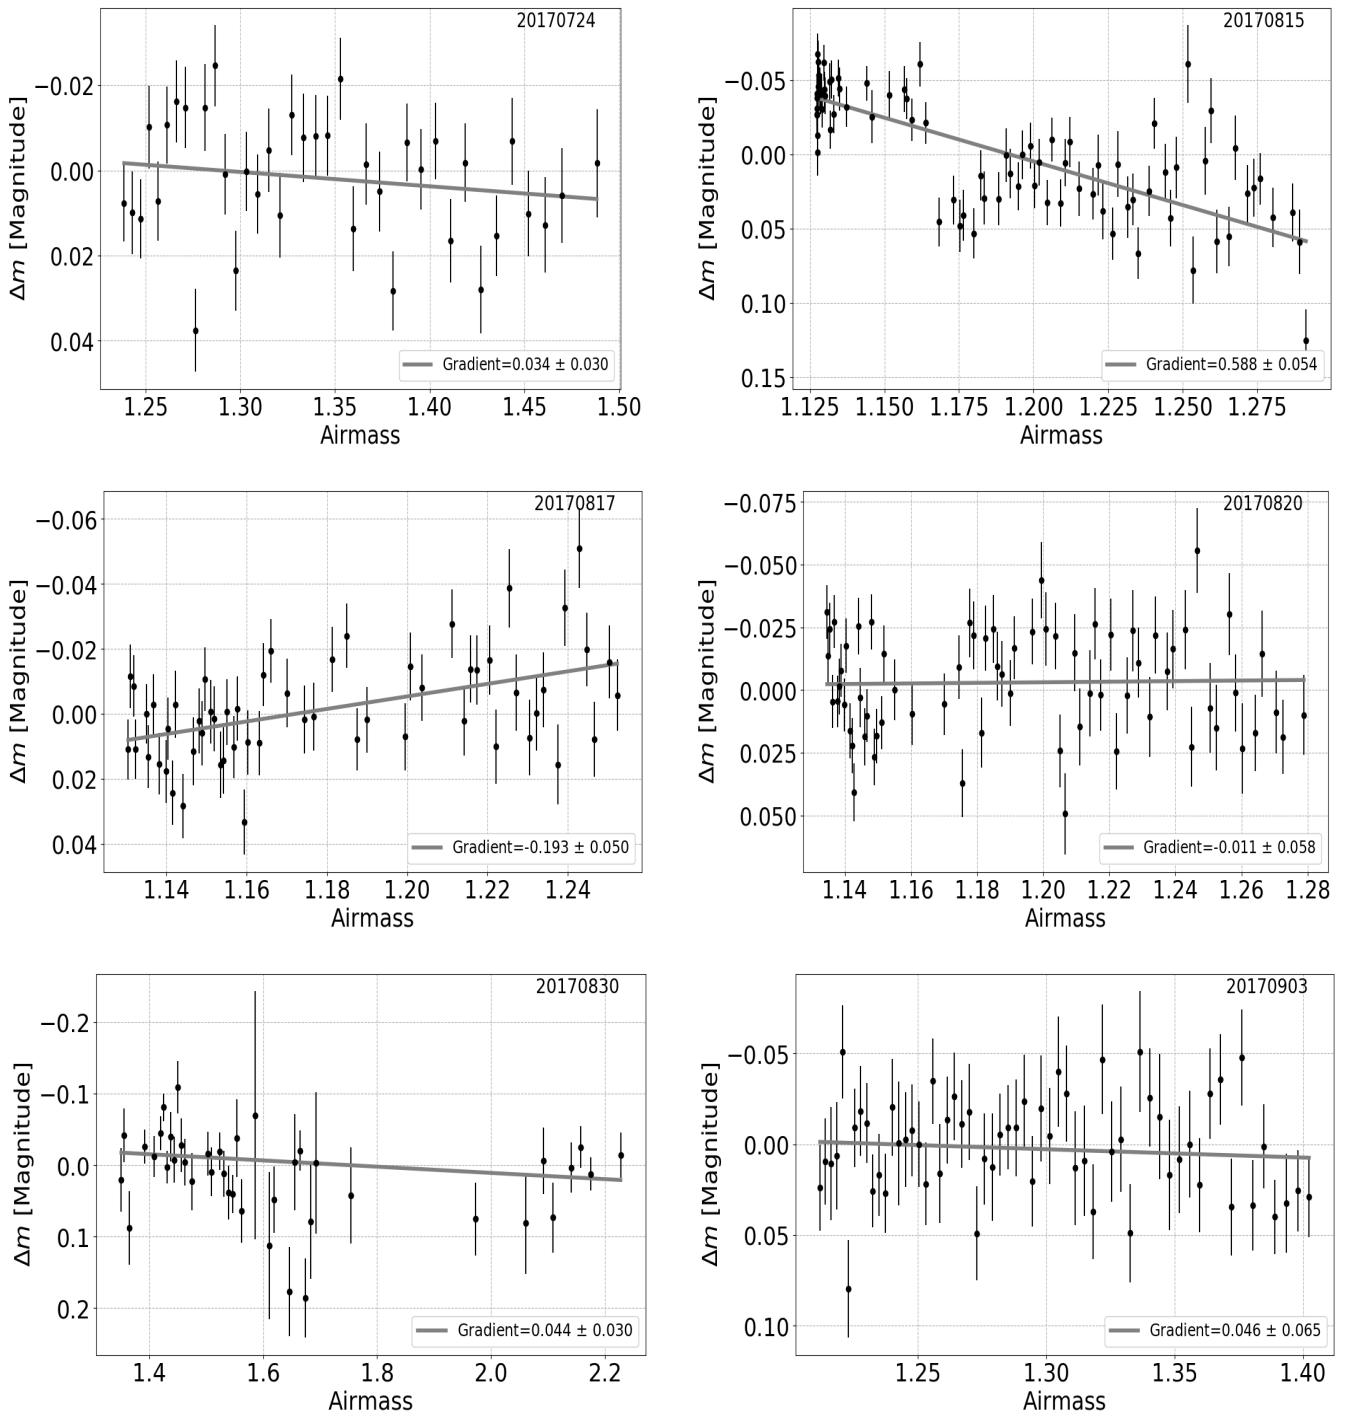 20170724
−0.02
0.00
0.02
0.04
Δm [Magnitude]
Gradient=0.034 ± 0.030
1.25 1.30 1.35 1.40 1.45 1.50
Airmass
20170815
−0.05
0.00
0.05
0.10
0.15
Δm [Magnitude]
Gradient=0.588 ± 0.054
1.125 1.150 1.175 1.200 1.225 1.250 1.275
Airmass
20170817
−0.06
−0.04
−0.02
0.00
0.02
0.04
Δm [Magnitude]
Gradient=-0.193 ± 0.050
1.14 1.16 1.18 1.20 1.22 1.24
Airmass
20170820
−0.075
−0.050
−0.025
0.000
0.025
0.050
Δm [Magnitude]
Gradient=-0.011 ± 0.058
1.14 1.16 1.18 1.20 1.22 1.24 1.26 1.28
Airmass
20170830
−0.2
−0.1
0.0
0.1
0.2
Δm [Magnitude]
Gradient=0.044 ± 0.030
1.4 1.6 1.8 2.0 2.2
Airmass
20170903
−0.05
0.00
0.05
0.10
Δm [Magnitude]
Gradient=0.046 ± 0.065
1.25 1.30 1.35 1.40
Airmass